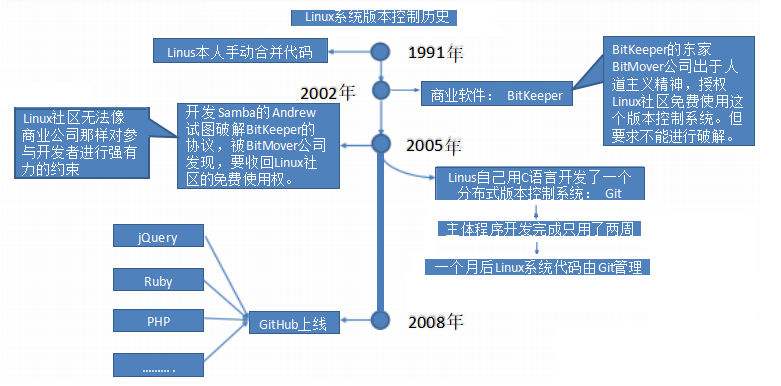 Linux系统版本控制历史
Linus本人手动合并代码
1991年
2002年
商业软件： BitKeeper
BitKeeper的东家
BitMover公司出于人
道主义精神，授权
Linux社区免费使用这
个版本控制系统。但
要求不能进行破解。
Linux社区无法像
商业公司那样对参
与开发者进行强有
力的约束
开发Samba的Andrew
试图破解BitKeeper的
协议，被BitMover公司
发现，要收回Linux社
区的免费使用权。
2005年
Linus自己用C语言开发了一个
分布式版本控制系统： Git
主体程序开发完成只用了两周
一个月后Linux系统代码由Git管理
jQuery
Ruby
PHP
……… .
GitHub上线
2008年